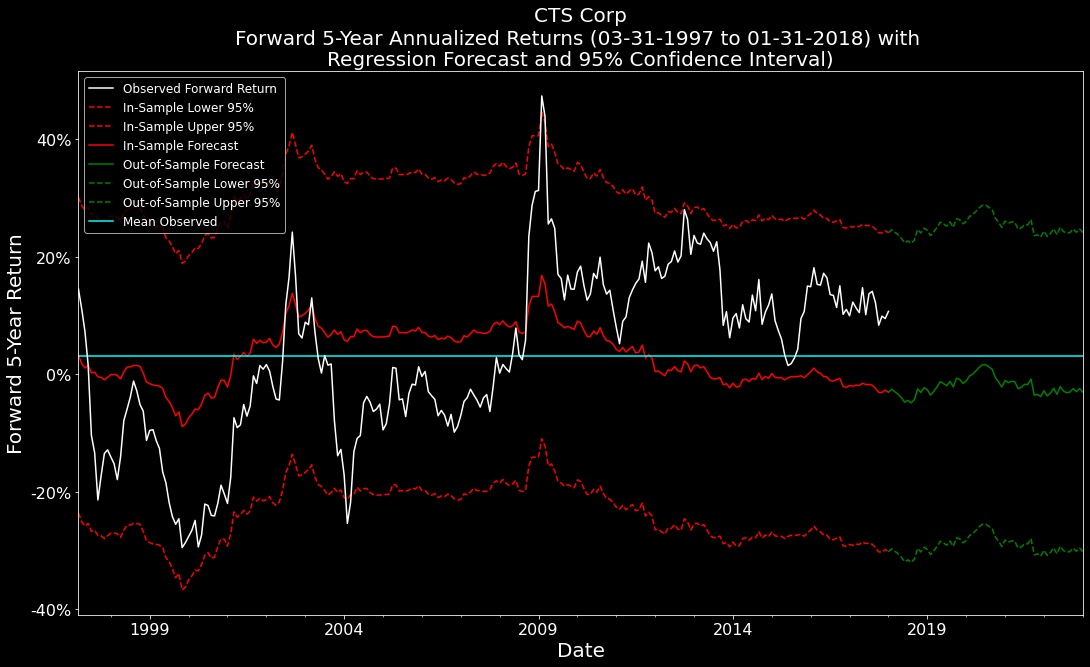 CTS Corp
Forward 5-Year Annualized Returns (03-31-1997 to 01-31-2018) with
Regression Forecast and 95% Confidence Interval)
Observed Forward Return
In-Sample Lower 95%
In-Sample Upper 95%
In-Sample Forecast
Out-of-Sample Forecast
Out-of-Sample Lower 95%
Out-of-Sample Upper 95%
Mean Observed
Forward 5-Year Return
40%
20%
0%
-20%
-40%
1999
2004
2009
2014
2019
Date